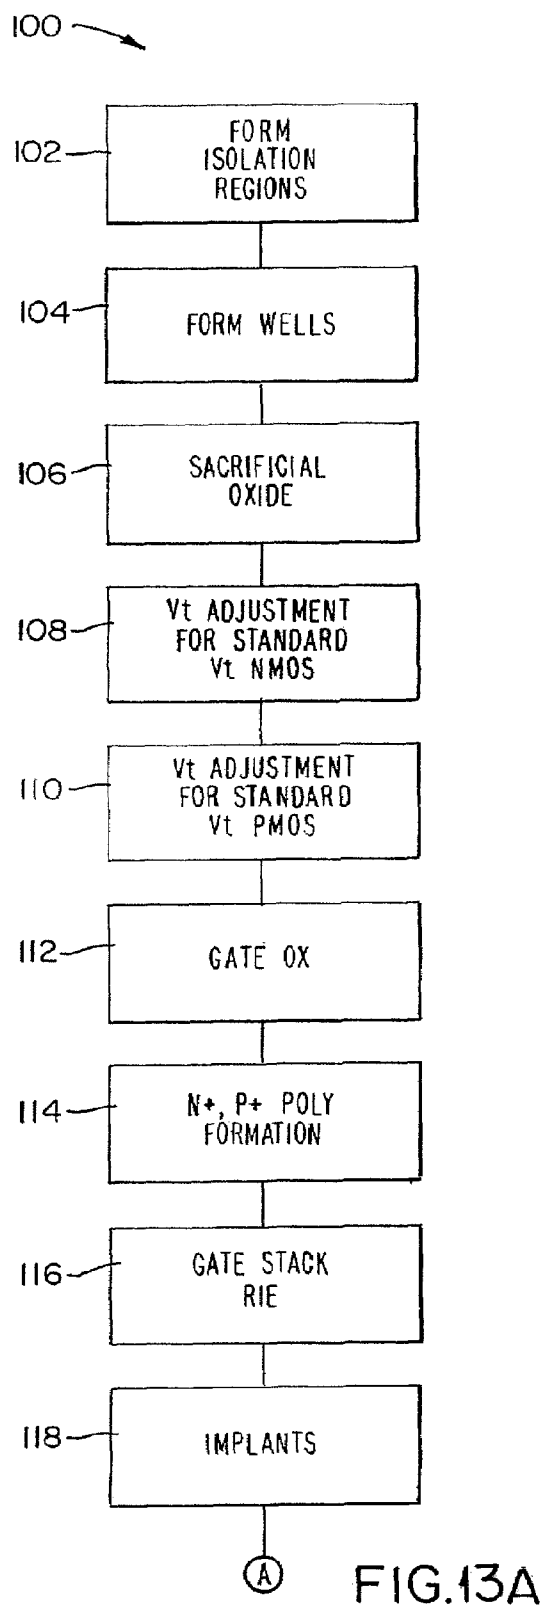 100
102
FORM
ISOLATION
REGIONS
104
FORM WELLS
106
SACRIFICIAL
OXIDE
108
Vt ADJUSTMENT
FOR STANDARD
Vt NMOS
110
Vt ADJUSTMENT
FOR STANDARD
Vt PMOS
112
GATE OX
114
N+, P+ POLY
FORMATION
116
GATE STACK
RIE
118
IMPLANTS
A
FIG.13A